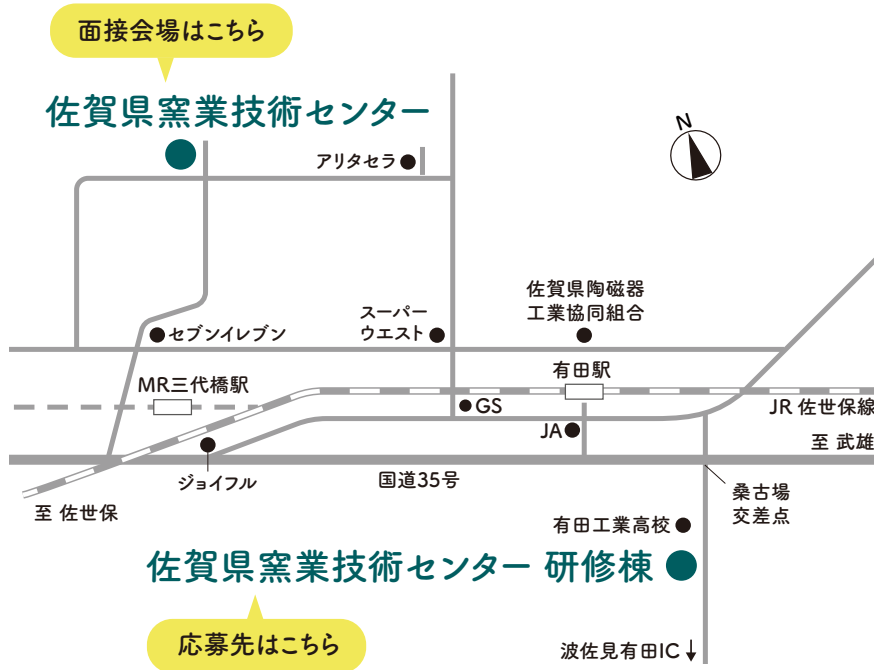 面接会場はこちら
佐賀県窯業技術センター
N
アリタセラ
佐賀県陶磁器
工業協同組合
スーパー
ウエスト
セブンイレブン
有田駅
MR三代橋駅
GS
JR 佐世保線
JA
至 武雄
ジョイフル
国道35号
桑古場
交差点
至 佐世保
有田工業高校
佐賀県窯業技術センター 研修棟
応募先はこちら
波佐見有田IC↓